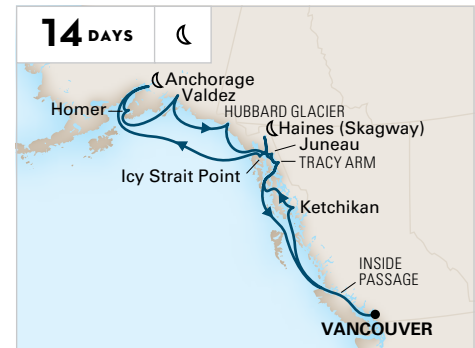 14 DAYS
Anchorage
Valdez
Homer
HUBBARD GLACIER
Haines (Skagway)
Juneau
TRACY ARM
Icy Strait Point
Ketchikan
INSIDE
PASSAGE
VANCOUVER